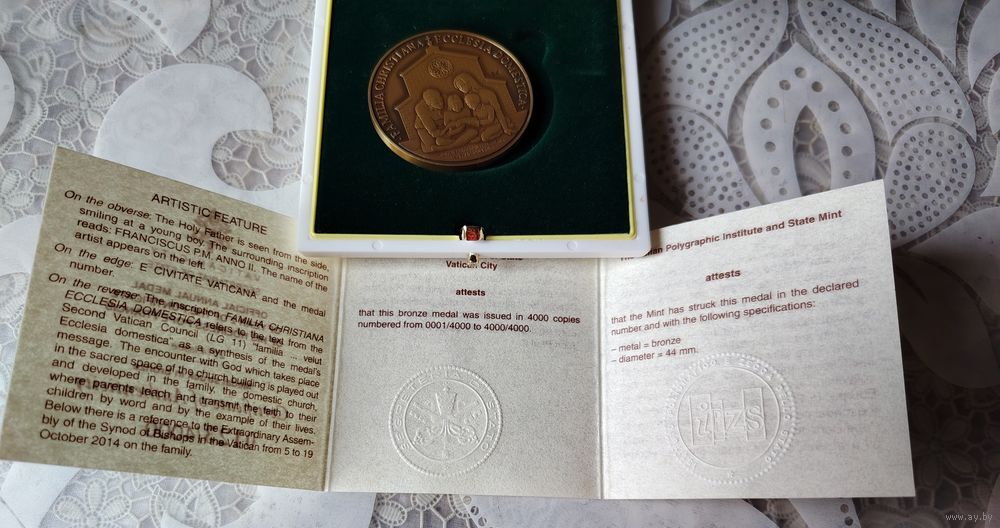 FAMILIA CHRISTIANA ECCLESIA DOMESTICA
ARTISTIC FEATURE
On the obverse: The Holy Father is seen from the side,
smiling at a young boy. The surrounding inscription
reads: FRANCISCUS P.M. ANNO II. The name of the
artist appears on the left.
On the edge: E CIVITATE VATICANA and the medal
number.
On the reverse: The inscription FAMILIA CHRISTIANA
ECCLESIA DOMESTICA refers to the text from the
Second Vatican Council (LG 11) "familia ... velut
Ecclesia domestica" as a synthesis of the medal's
message. The encounter with God which takes place
in the sacred space of the church building is played out
and developed in the family, the domestic church,
where parents teach and transmit the faith to their
children by word and by the example of their lives.
Below there is a reference to the Extraordinary Assem-
bly of the Synod of Bishops in the Vatican from 5 to 19
October 2014 on the family.
Vatican City
attests
that this bronze medal was issued in 4000 copies
numbered from 0001/4000 to 4000/4000.
Polygraphic Institute and State Mint
attests
that the Mint has struck this medal in the declared
number and with the following specifications:
– metal = bronze
– diameter = 44 mm.
www.ay.by